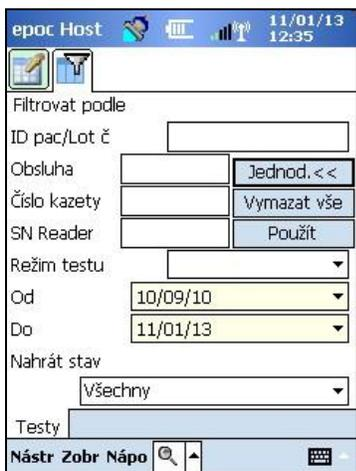 epoc Host 11/01/13
12:35
Filtrovat podle
ID pac/Lot č
Obsluha Jednod.<<
Číslo kazety Vymazat vše
SN Reader Použít
Režim testu
Od 10/09/10
Do 11/01/13
Nahrát stav
Všechny
Testy
Nástr Zobr Nápo